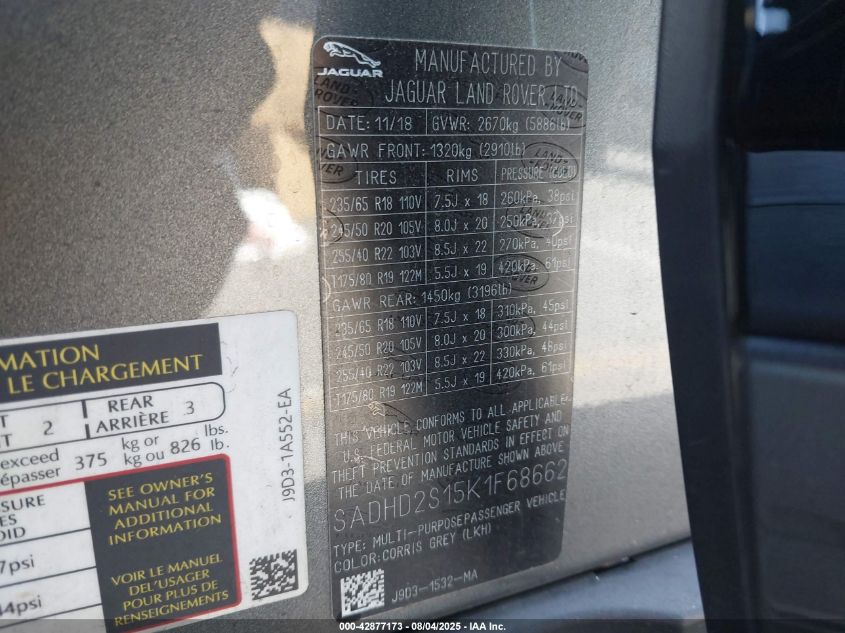 JAGUAR
MANUFACTURED BY
JAGUAR LAND ROVER LTD
DATE: 11/18 GVWR: 2670kg (5886lb)
GAWR FRONT: 1320kg (2910lb)
TIRES RIMS PRESSURE (COLD)
235/65 R18 110V 7.5J x 18 260kPa, 38psi
245/50 R20 105V 8.0J x 20 250kPa, 37psi
255/40 R22 103V 8.5J x 22 270kPa, 40psi
T175/80 R19 122M 5.5J x 19 420kPa, 61psi
GAWR REAR: 1450kg (3196lb)
235/65 R18 110V 7.5J x 18 310kPa, 45psi
245/50 R20 105V 8.0J x 20 300kPa, 44psi
255/40 R22 103V 8.5J x 22 330kPa, 48psi
T175/80 R19 122M 5.5J x 19 420kPa, 61psi
THIS VEHICLE CONFORMS TO ALL APPLICABLE
U.S. FEDERAL MOTOR VEHICLE SAFETY AND
THEFT PREVENTION STANDARDS IN EFFECT ON
THE DATE OF MANUFACTURE SHOWN ABOVE
SADHD2S15K1F68662
TYPE: MULTI-PURPOSE PASSENGER VEHICLE
COLOR: CORRIS GREY (LKH)
J9D3-1532-MA
LAND-
ROVER
MATION
LE CHARGEMENT
2 REAR
ARRIÈRE 3
exceed 375 kg or 826 lbs.
épasser kg ou lb.
SEE OWNER'S
MANUAL FOR
ADDITIONAL
INFORMATION
VOIR LE MANUEL
DEL'USAGER
POUR PLUS DE
RENSEIGNEMENTS
7psi
44psi
J9D3-1A552-EA
000-42877173 - 08/04/2025 - IAA, Inc.